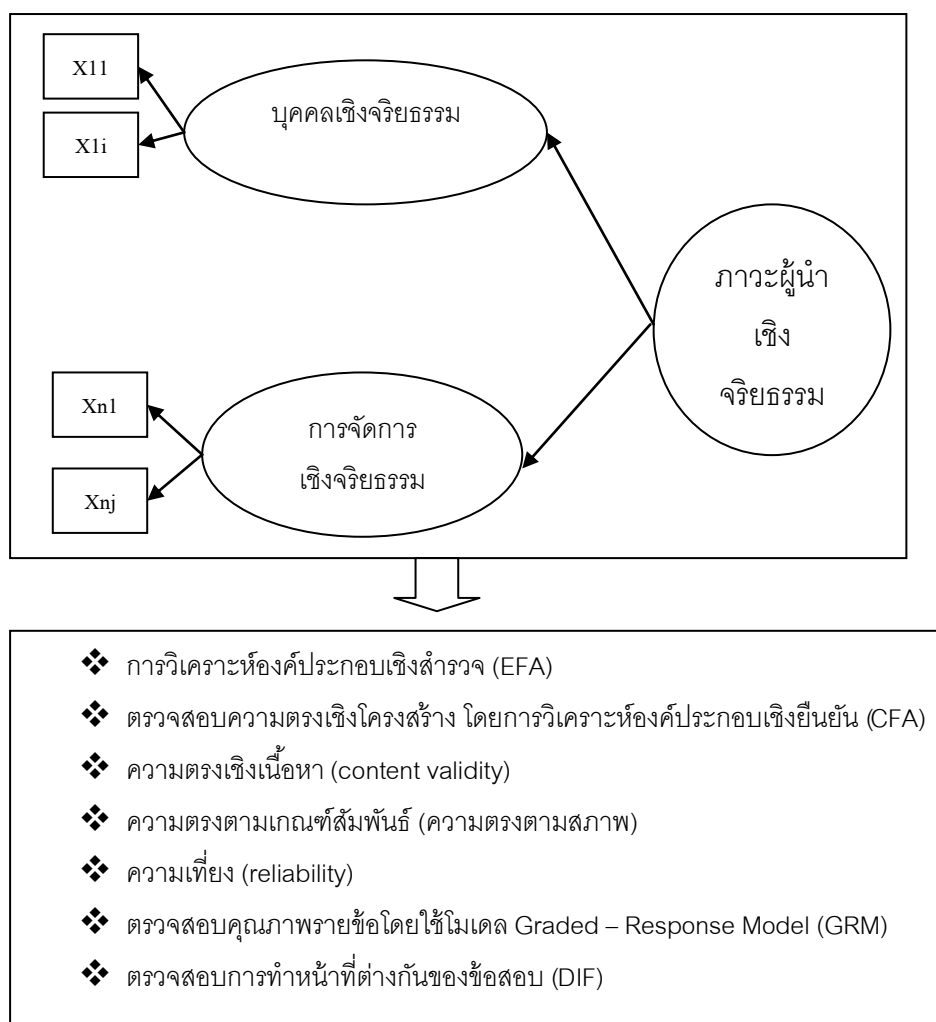 X11
บุคคลเชิงจริยธรรม
X1i
ภาวะผู้นำ
เชิง
จริยธรรม
Xn1
การจัดการ
เชิงจริยธรรม
Xnj
❖ การวิเคราะห์องค์ประกอบเชิงสำรวจ (EFA)
❖ ตรวจสอบความตรงเชิงโครงสร้าง โดยการวิเคราะห์องค์ประกอบเชิงยืนยัน (CFA)
❖ ความตรงเชิงเนื้อหา (content validity)
❖ ความตรงตามเกณฑ์สัมพันธ์ (ความตรงตามสภาพ)
❖ ความเที่ยง (reliability)
❖ ตรวจสอบคุณภาพรายข้อโดยใช้โมเดล Graded – Response Model (GRM)
❖ ตรวจสอบการทำหน้าที่ต่างกันของข้อสอบ (DIF)